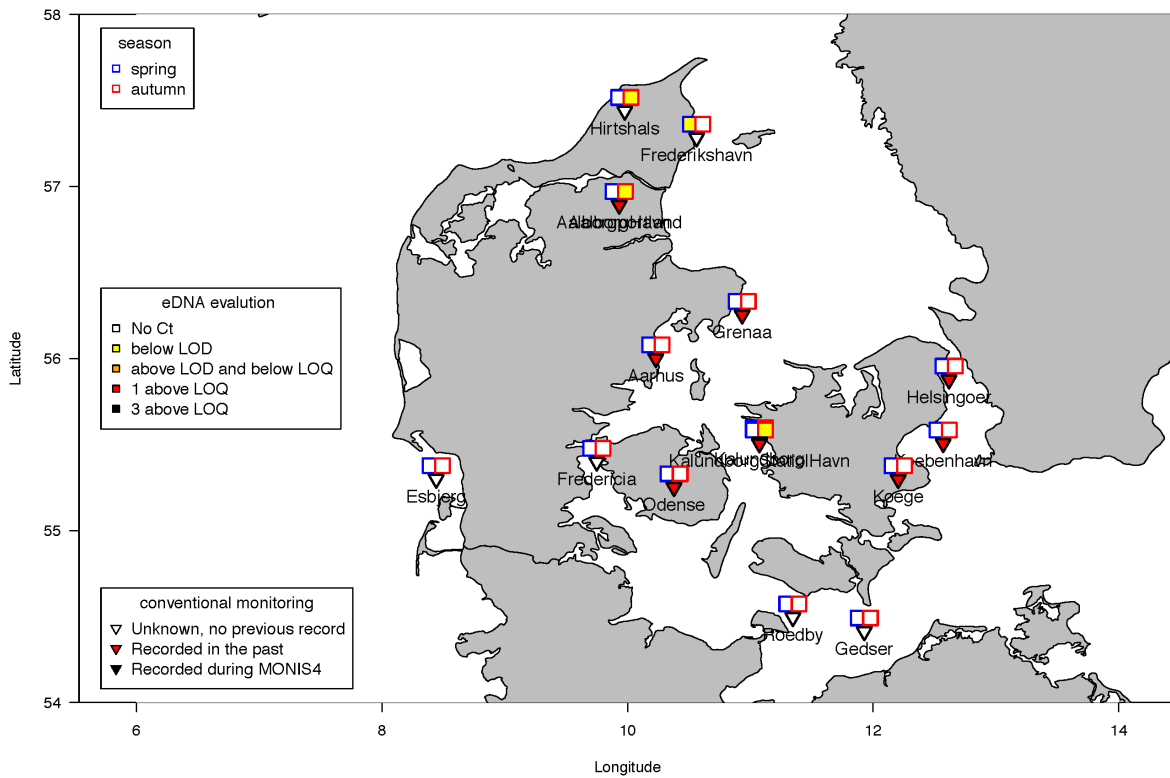 58
season
spring
autumn
Hirtshals
Frederikshavn
57
Grenaa
eDNA evalution
No Ct
below LOD
above LOD and below LOQ
1 above LOQ
3 above LOQ
Latitude
56
Aarhus
Helsingoer
Fredericia
Esbjerg
Odense
Koege
55
conventional monitoring
Unknown, no previous record
Recorded in the past
Recorded during MONIS4
Roedby
Gedser
54
6
8
10
12
14
Longitude